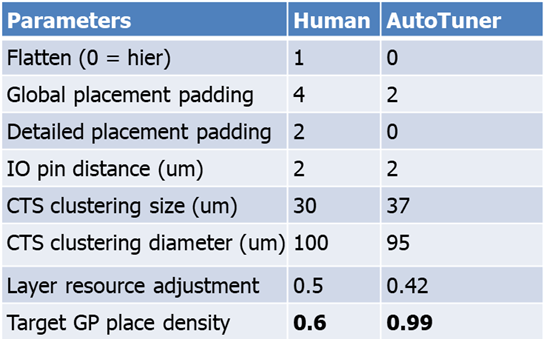 Parameters Human AutoTuner
Flatten (0 = hier) 1 0
Global placement padding 4 2
Detailed placement padding 2 0
IO pin distance (um) 2 2
CTS clustering size (um) 30 37
CTS clustering diameter (um) 100 95
Layer resource adjustment 0.5 0.42
Target GP place density 0.6 0.99